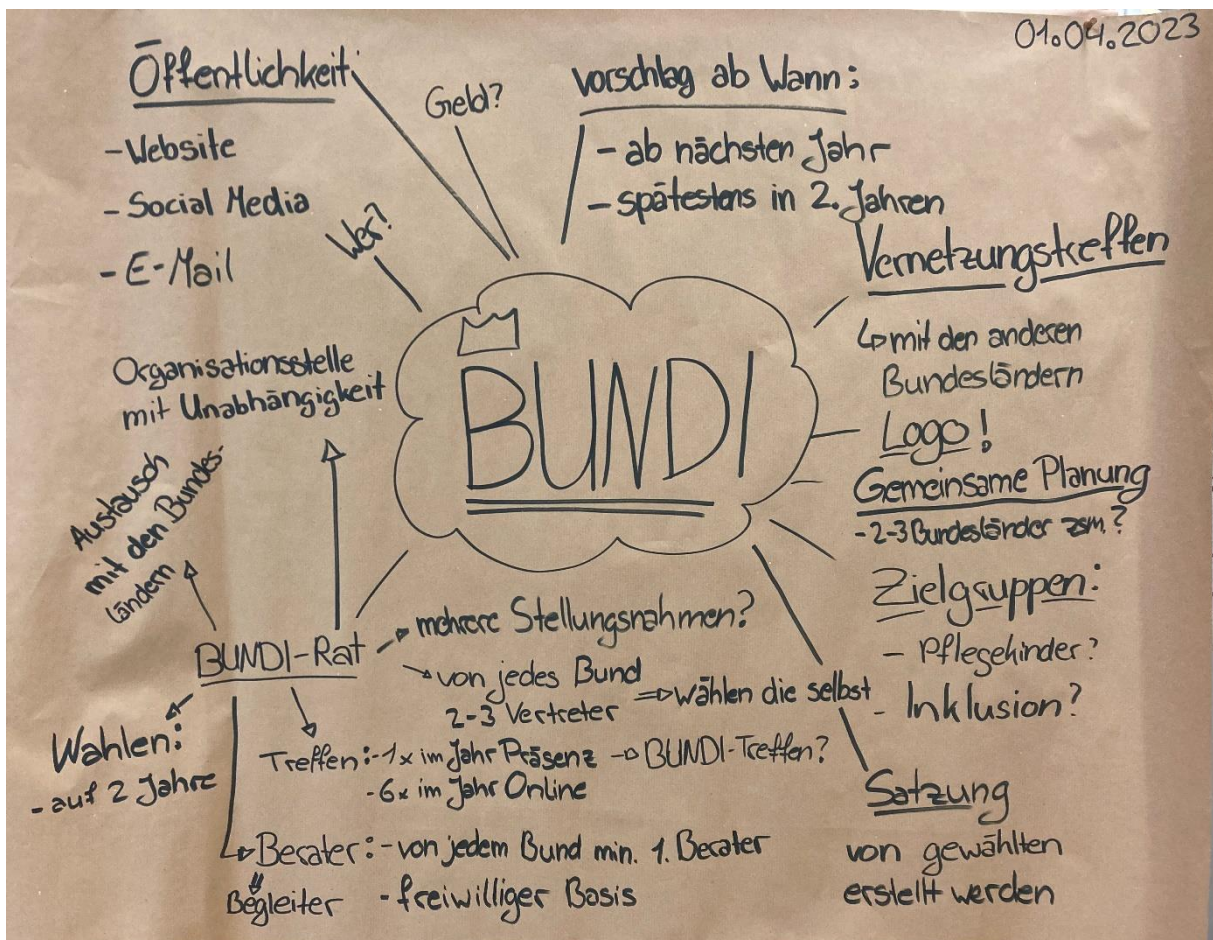 01.04.2023
Öffentlichkeit:
- Website
- Social Media
- E-Mail
Geld?
Wer?
vorschlag ab Wann:
- ab nächsten Jahr
- spätestens in 2. Jahren
Vernetzungstreffen
↳ mit den anderen
Bundesländern
Logo!
Gemeinsame Planung
- 2-3 Bundesländer zsm.?
Zielgruppen:
- Pflegekinder?
- Inklusion?
Satzung
von gewählten
erstellt werden
BUNDI
Organisationsstelle
mit Unabhängigkeit
Austausch
mit den Bundes-
ländern
BUNDI-Rat
mehrere Stellungsnahmen?
von jedes Bund
2-3 Vertreter
⇒ wählen die selbst
Wahlen:
- auf 2 Jahre
Treffen: - 1x im Jahr Präsenz → BUNDI-Treffen?
- 6x im Jahr Online
Berater: - von jedem Bund min. 1. Berater
Begleiter - freiwilliger Basis